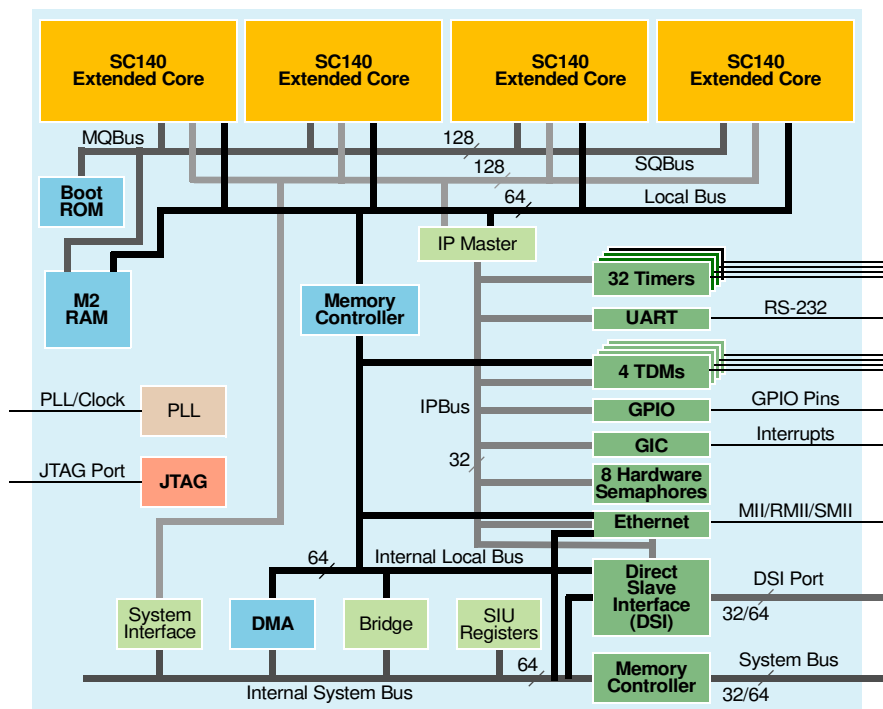 SC140
Extended Core
SC140
Extended Core
SC140
Extended Core
SC140
Extended Core
MQBus
128
128
SQBus
64
Local Bus
Boot
ROM
IP Master
M2
RAM
Memory
Controller
32 Timers
UART
RS-232
4 TDMs
PLL/Clock
PLL
IPBus
GPIO
GPIO Pins
GIC
Interrupts
32
JTAG Port
JTAG
8 Hardware
Semaphores
Ethernet
MII/RMII/SMII
64
Internal Local Bus
Direct
Slave
Interface
(DSI)
DSI Port
32/64
System
Interface
DMA
Bridge
SIU
Registers
64
Internal System Bus
Memory
Controller
System Bus
32/64